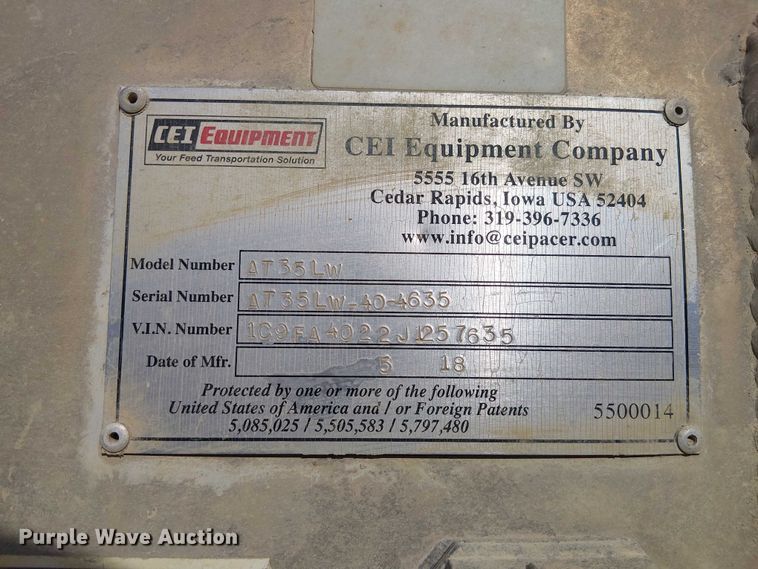 CEI EQUIPMENT
Your Feed Transportation Solution
Manufactured By
CEI Equipment Company
5555 16th Avenue SW
Cedar Rapids, Iowa USA 52404
Phone: 319-396-7336
www.info@ceipacer.com
Model Number AT35LW
Serial Number AT35LW-40-4635
V.I.N. Number 1C9FA4022J1257635
Date of Mfr. 5 18
Protected by one or more of the following
United States of America and / or Foreign Patents
5,085,025 / 5,505,583 / 5,797,480
5500014
Purple Wave Auction